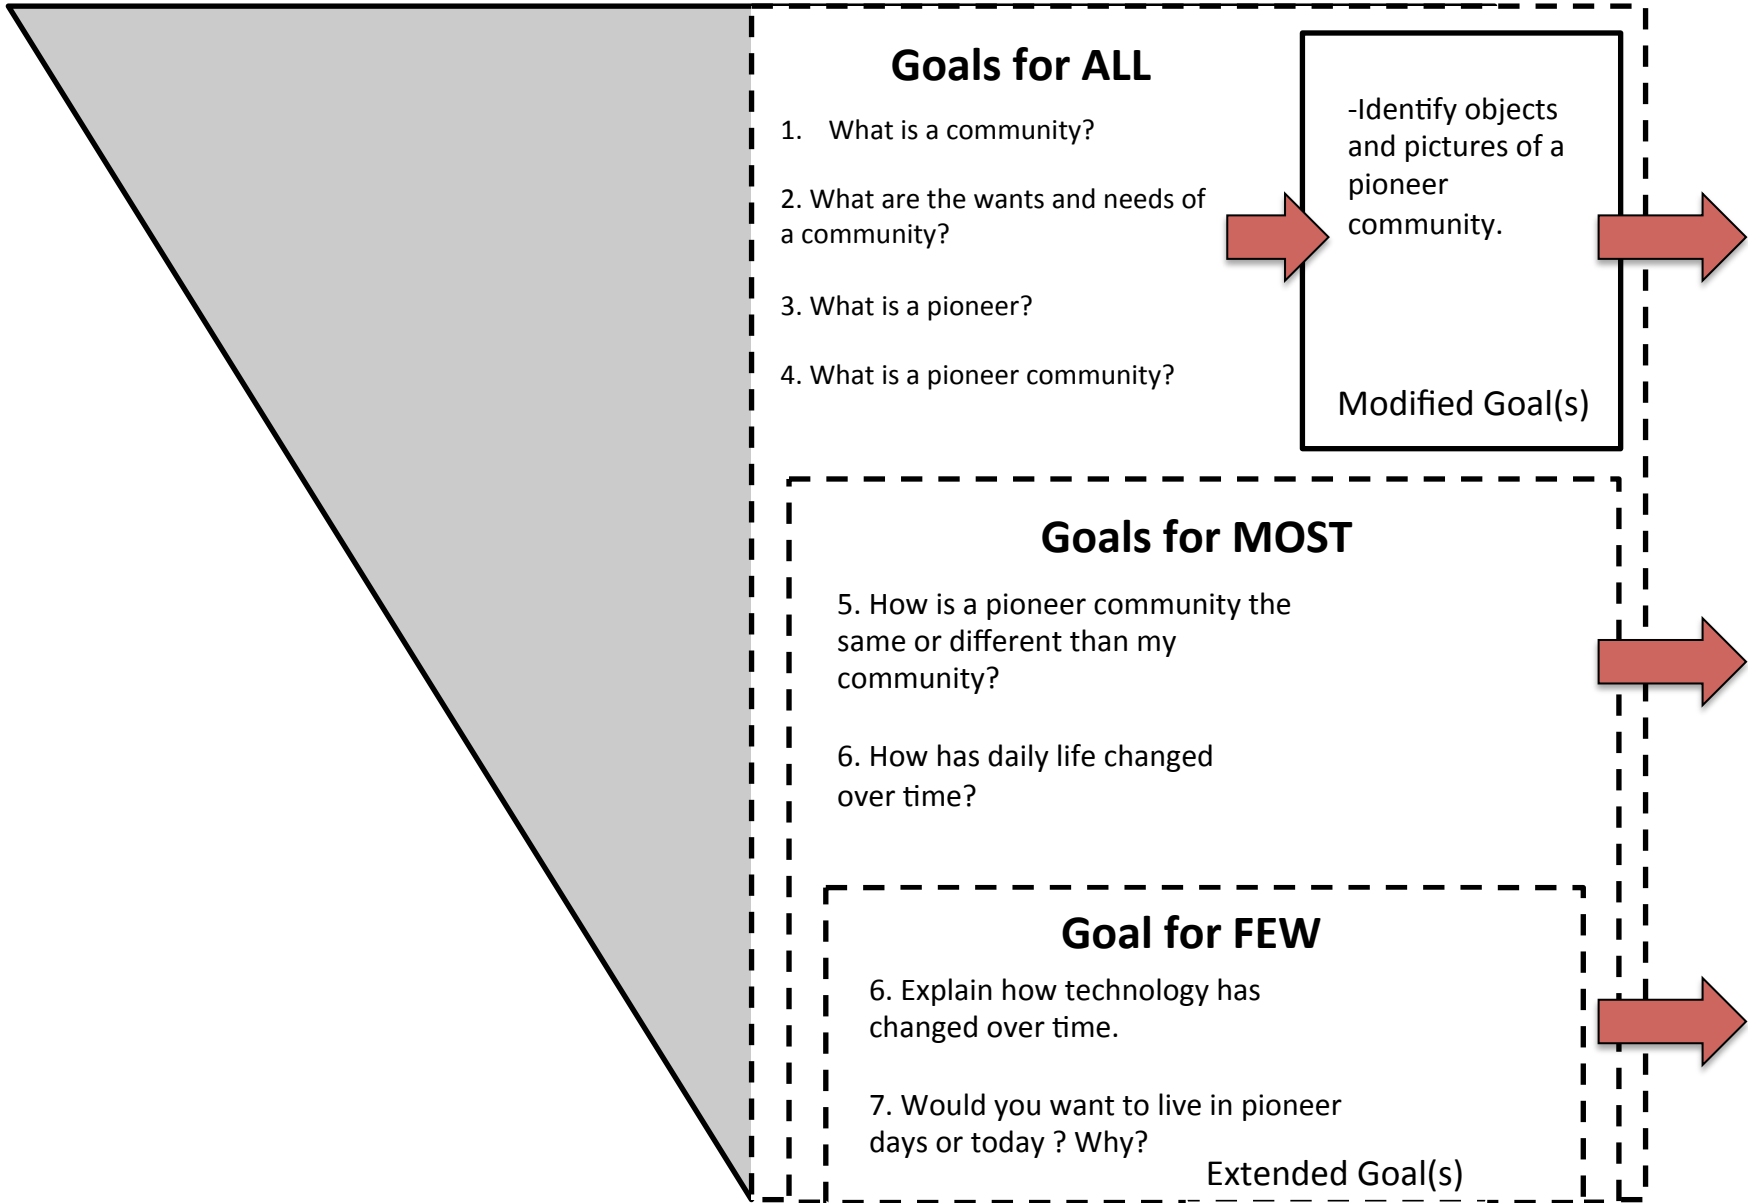 Goals for ALL
1. What is a community?
2. What are the wants and needs of
a community?
3. What is a pioneer?
4. What is a pioneer community?
-Identify objects
and pictures of a
pioneer
community.
Modified Goal(s)
Goals for MOST
5. How is a pioneer community the
same or different than my
community?
6. How has daily life changed
over time?
Goal for FEW
6. Explain how technology has
changed over time.
7. Would you want to live in pioneer
days or today ? Why?
Extended Goal(s)